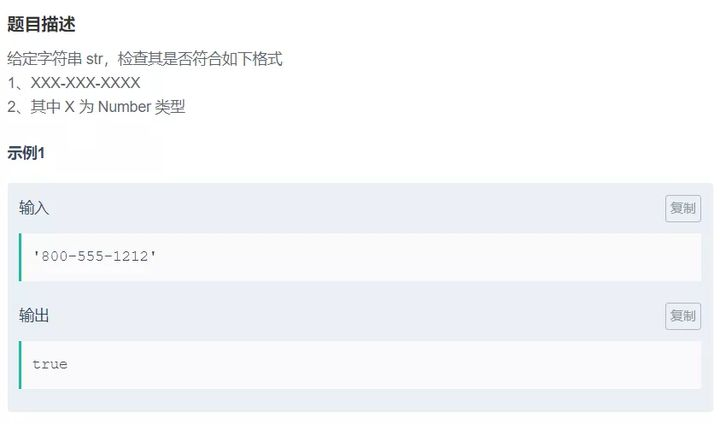 题目描述
给定字符串 str，检查其是否符合如下格式
1、XXX-XXX-XXXX
2、其中 X 为 Number 类型
示例1
输入
复制
'800-555-1212'
输出
复制
true